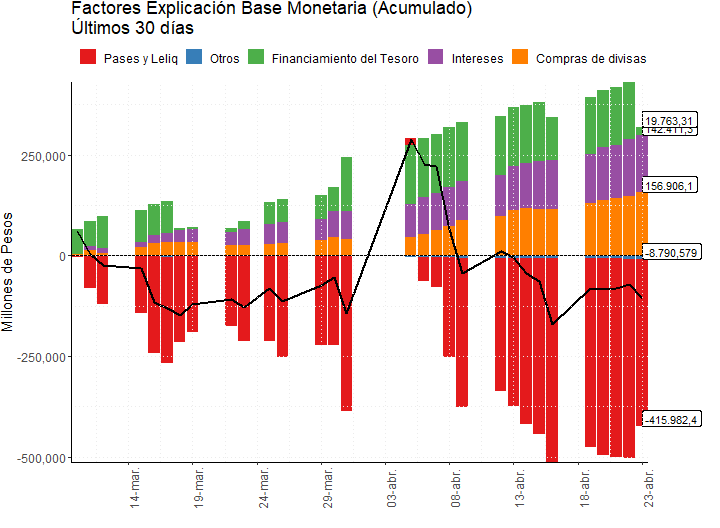 Factores Explicación Base Monetaria (Acumulado)
Últimos 30 días
Pases y Leliq
Otros
Financiamiento del Tesoro
Intereses
Compras de divisas
Millones de Pesos
250,000
0
-250,000
-500,000
19.763,31
142.411,3
156.906,1
-8.790,579
-415.982,4
14-mar.
19-mar.
24-mar.
29-mar.
03-abr.
08-abr.
13-abr.
18-abr.
23-abr.